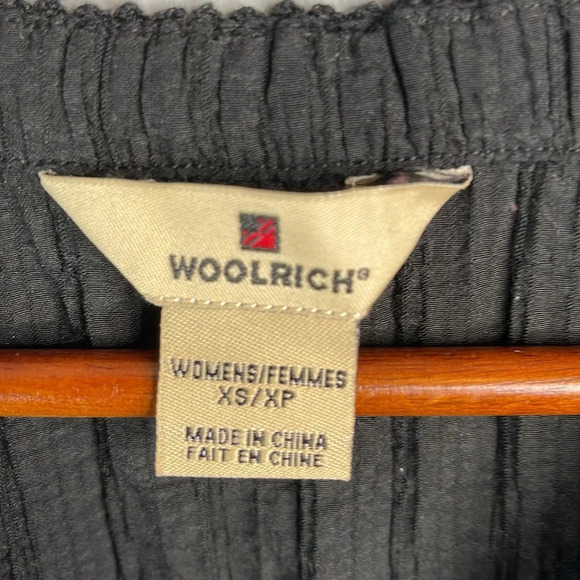 WOOLRICH®
WOMENS/FEMMES
XS/XP
MADE IN CHINA
FAIT EN CHINE